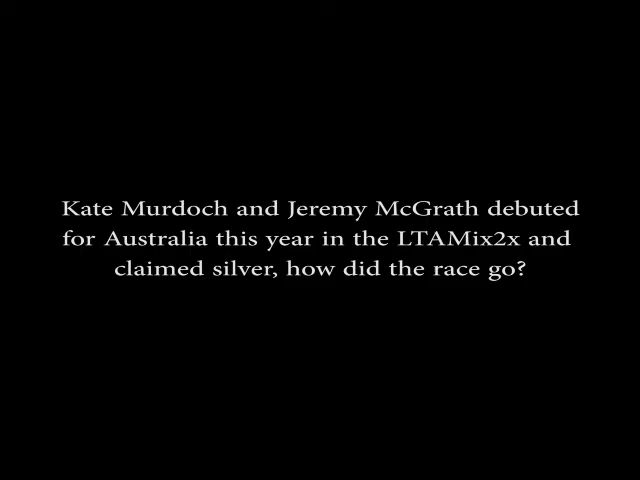 Kate Murdoch and Jeremy McGrath debuted
for Australia this year in the LTAMix2x and
claimed silver, how did the race go?